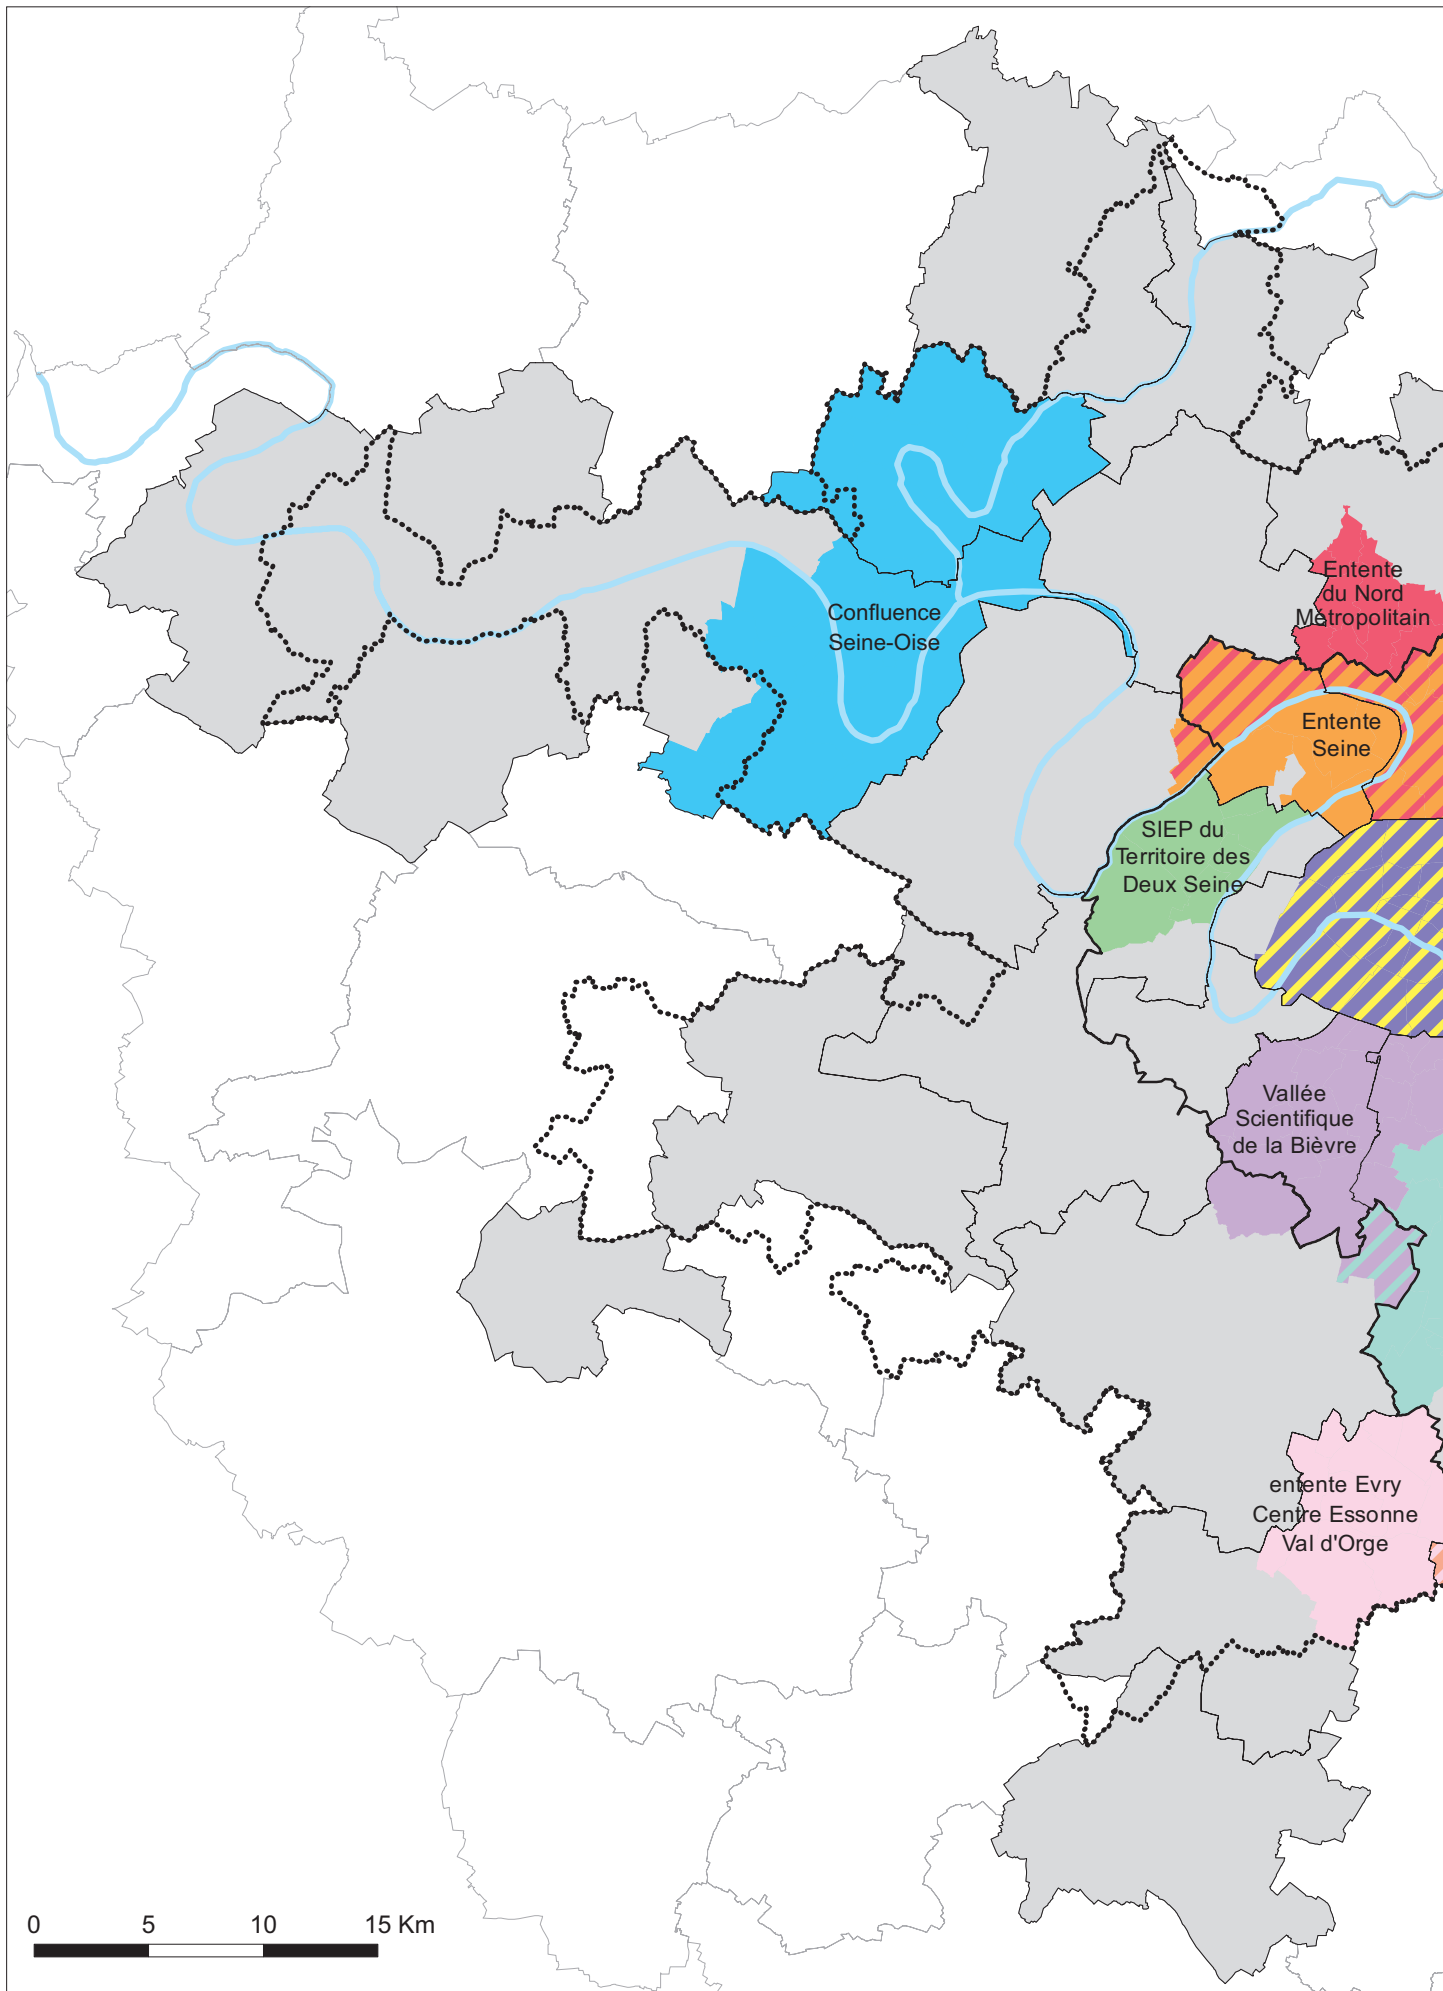 Entente
du Nord
Métropolitain
Confluence
Seine-Oise
Entente
Seine
SIEP du
Territoire des
Deux Seine
Vallée
Scientifique
de la Bièvre
entente Evry
Centre Essonne
Val d'Orge
0 5 10 15 Km